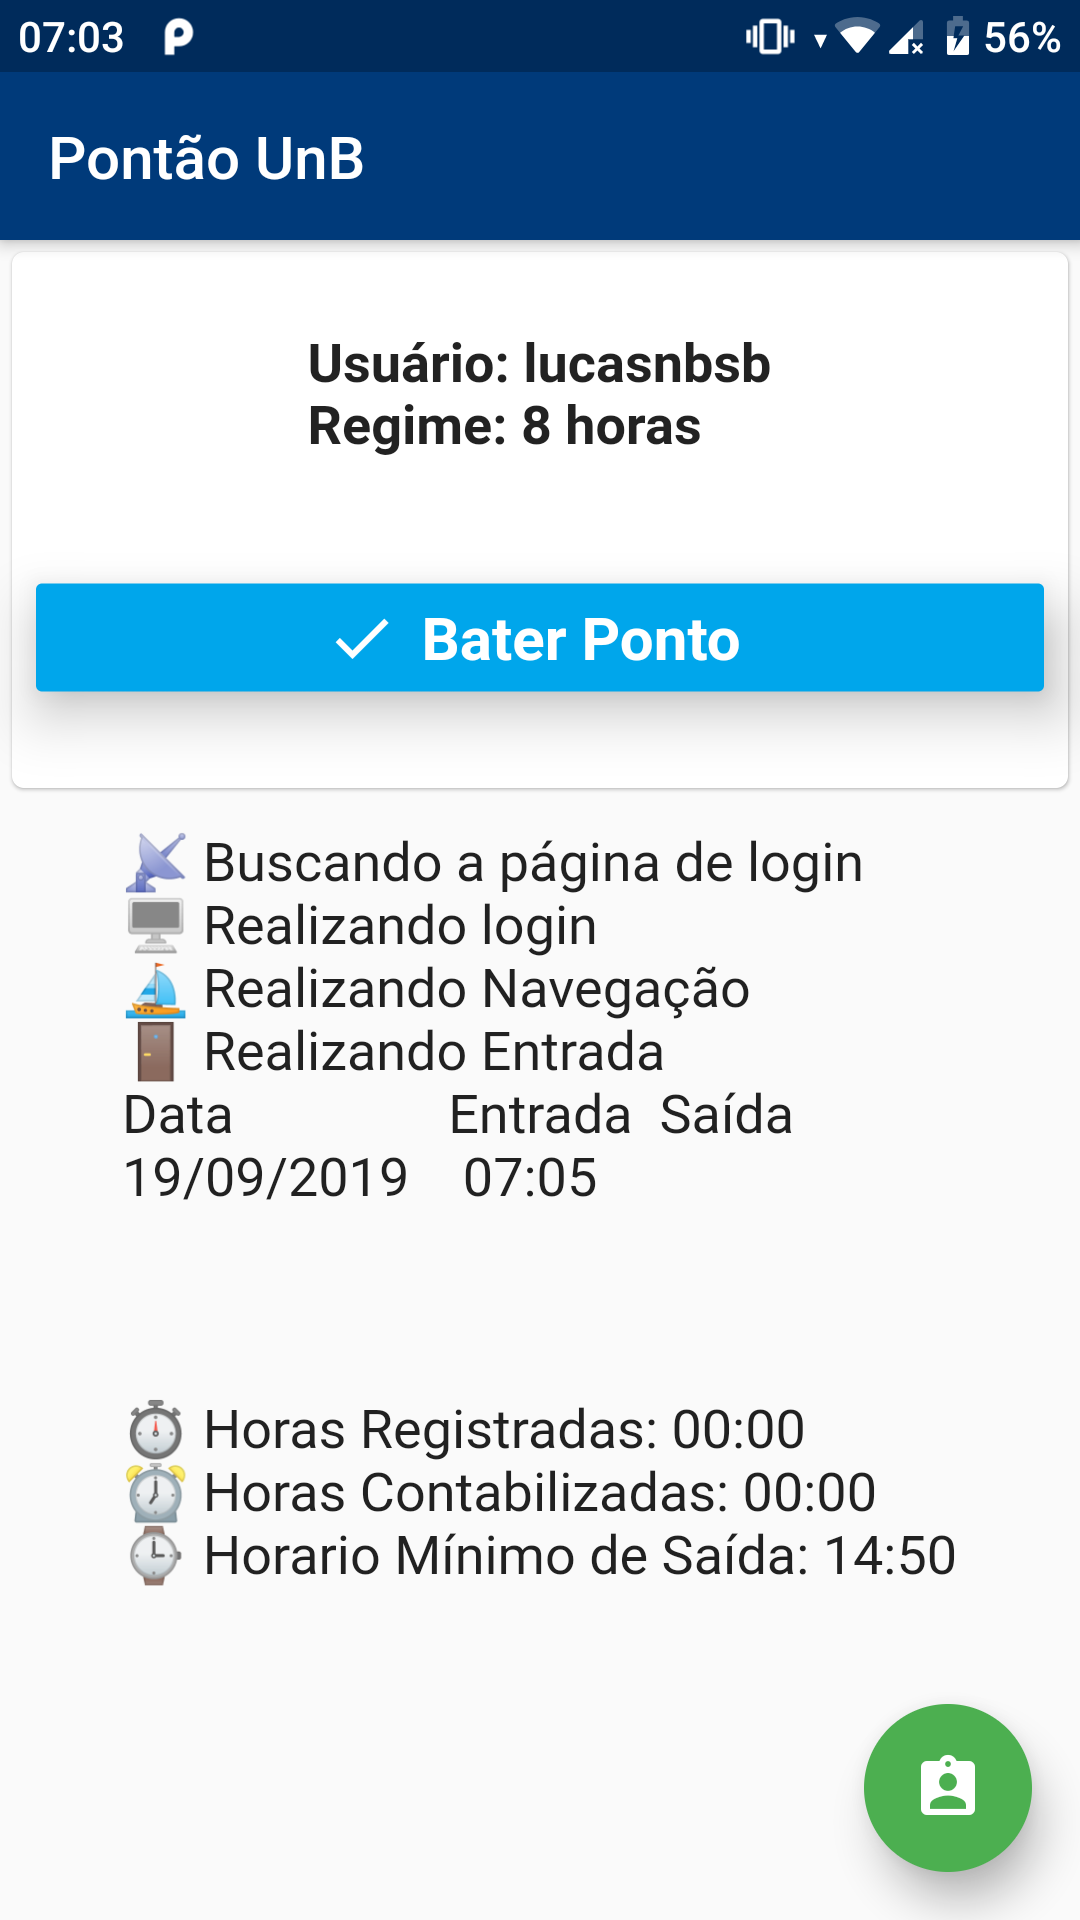 07:03
56%
Pontão UnB
Usuário: lucasnbsb
Regime: 8 horas
Bater Ponto
Buscando a página de login
Realizando login
Realizando Navegação
Realizando Entrada
Data Entrada Saída
19/09/2019 07:05
Horas Registradas: 00:00
Horas Contabilizadas: 00:00
Horario Mínimo de Saída: 14:50